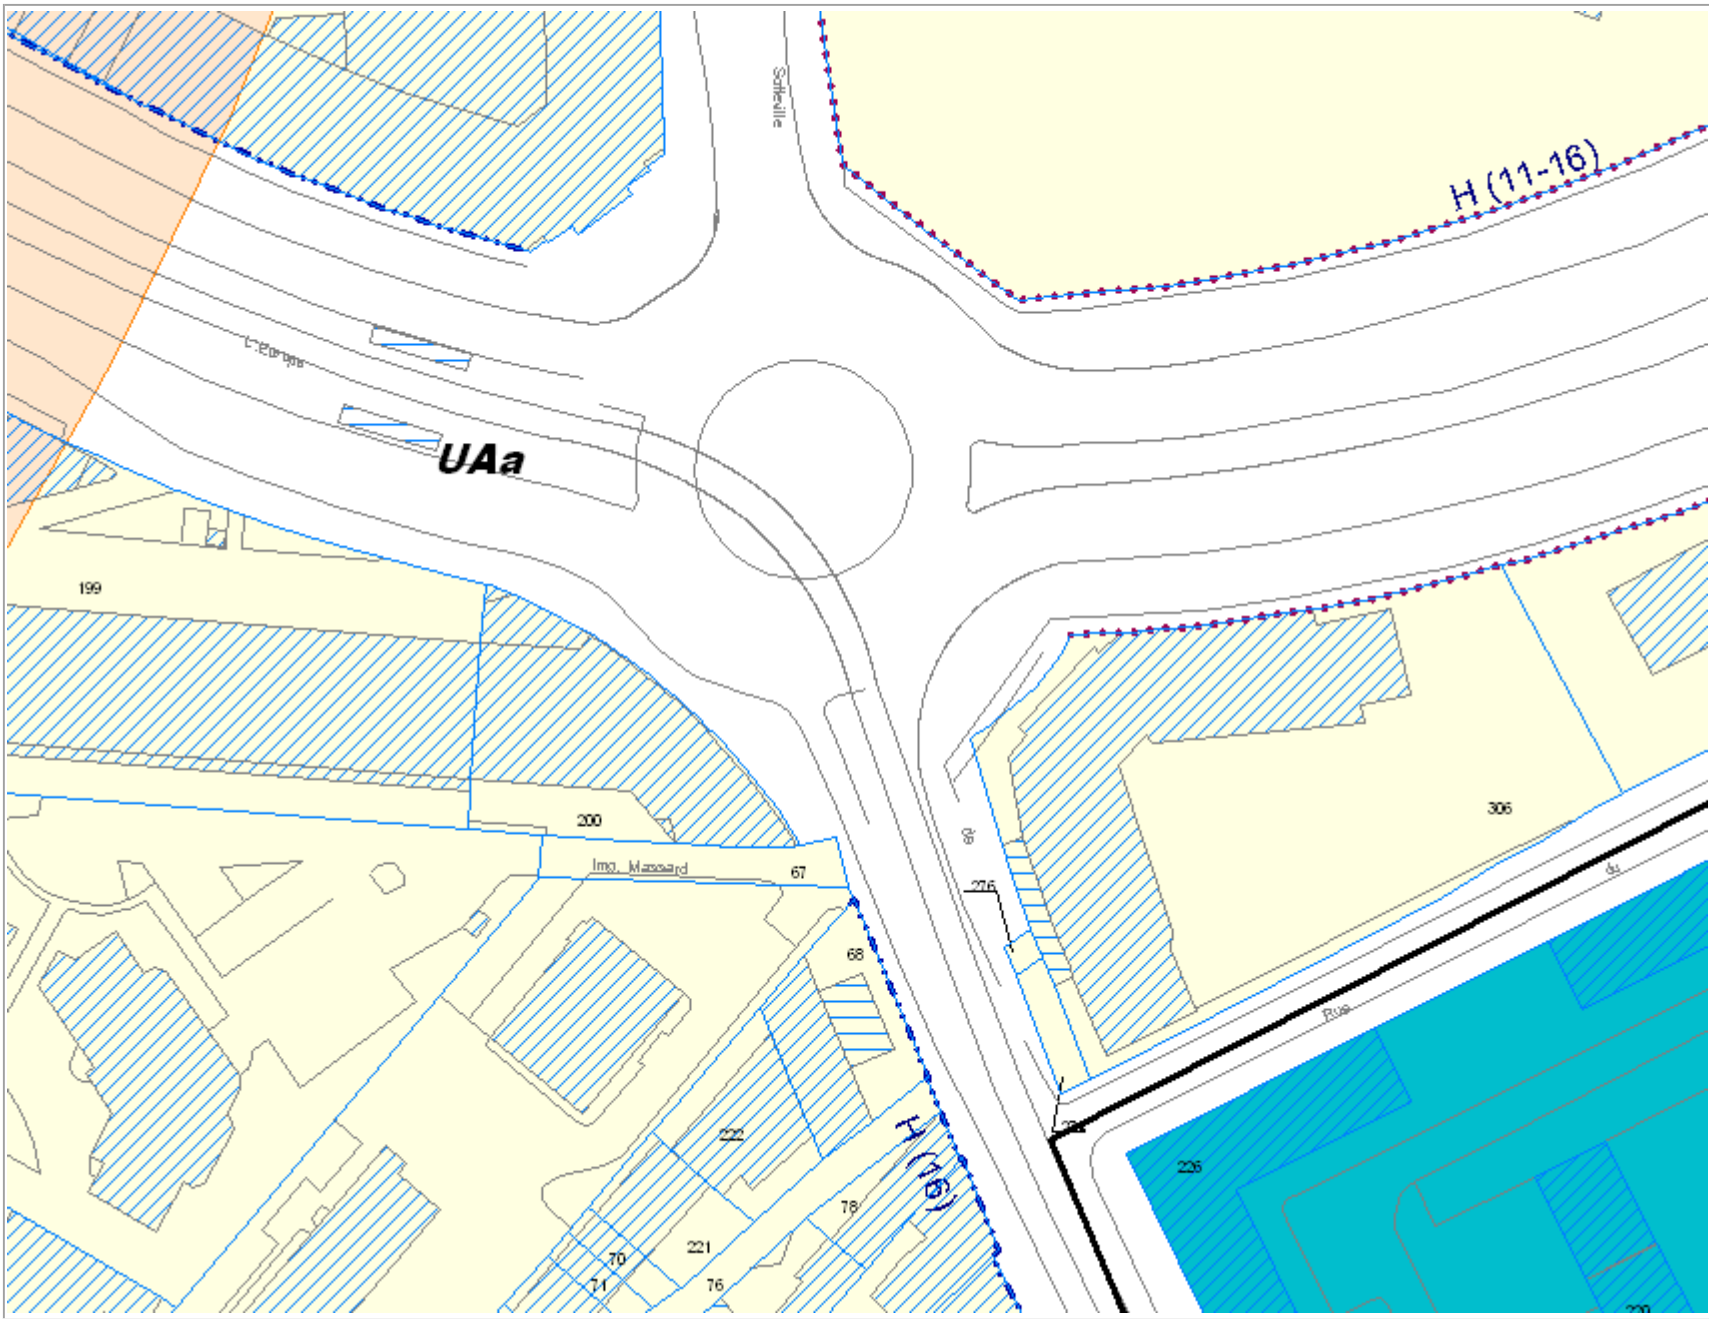 Sotteville
H (11-16)
L'Europe
UAa
199
200
306
de
Imp. Massard
67
276
du
68
Rue
222
H (16)
226
78
221
70
71
76